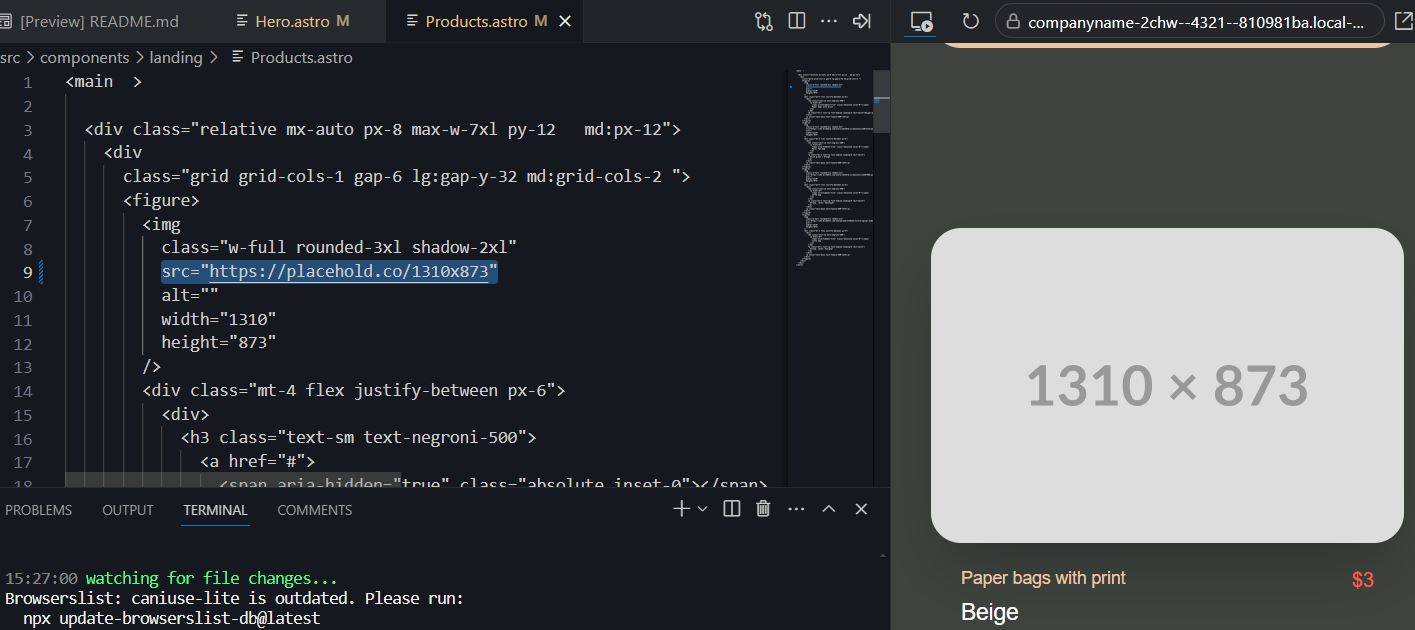 [Preview] README.md
Hero.astro M
Products.astro M
companyname-2chw--4321--810981ba.local-...
src > components > landing > Products.astro
1 <main >
2
3 <div class="relative mx-auto px-8 max-w-7xl py-12 md:px-12">
4 <div
5 class="grid grid-cols-1 gap-6 lg:gap-y-32 md:grid-cols-2 ">
6 <figure>
7 <img
8 class="w-full rounded-3xl shadow-2xl"
9 src="https://placehold.co/1310x873"
10 alt=""
11 width="1310"
12 height="873"
13 />
14 <div class="mt-4 flex justify-between px-6">
15 <div>
16 <h3 class="text-sm text-negroni-500">
17 <a href="#">
18 <span aria-hidden="true" class="absolute inset-0"></span>
PROBLEMS OUTPUT TERMINAL COMMENTS
15:27:00 watching for file changes...
Browserslist: caniuse-lite is outdated. Please run:
npx update-browserslist-db@latest
1310 × 873
Paper bags with print
$3
Beige